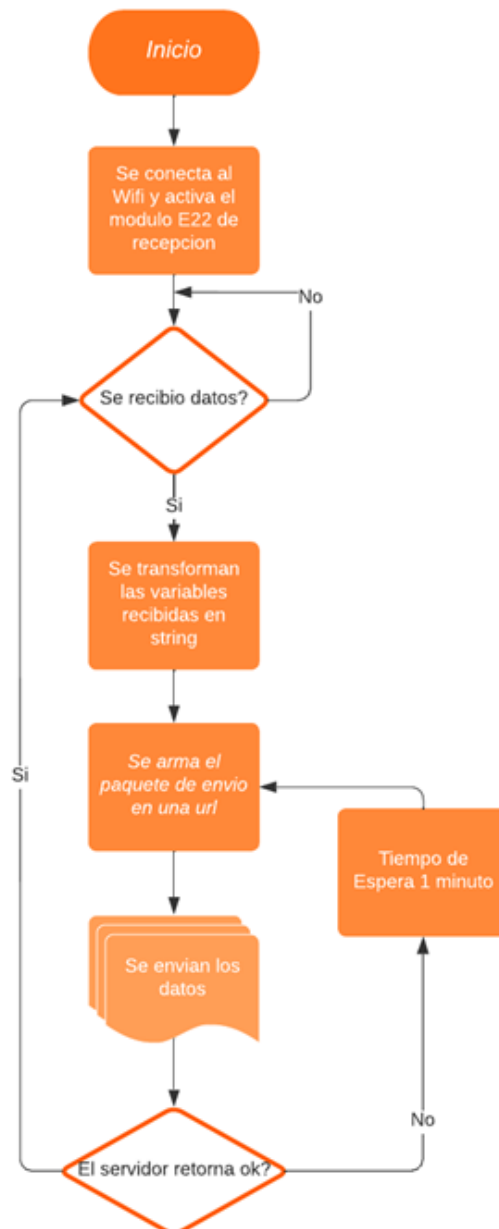 Inicio
Se conecta al
Wifi y activa el
modulo E22 de
recepcion
No
Se recibio datos?
Si
Se transforman
las variables
recibidas en
string
Se arma el
paquete de envio
en una url
Si
Tiempo de
Espera 1 minuto
Se envian los
datos
No
El servidor retorna ok?